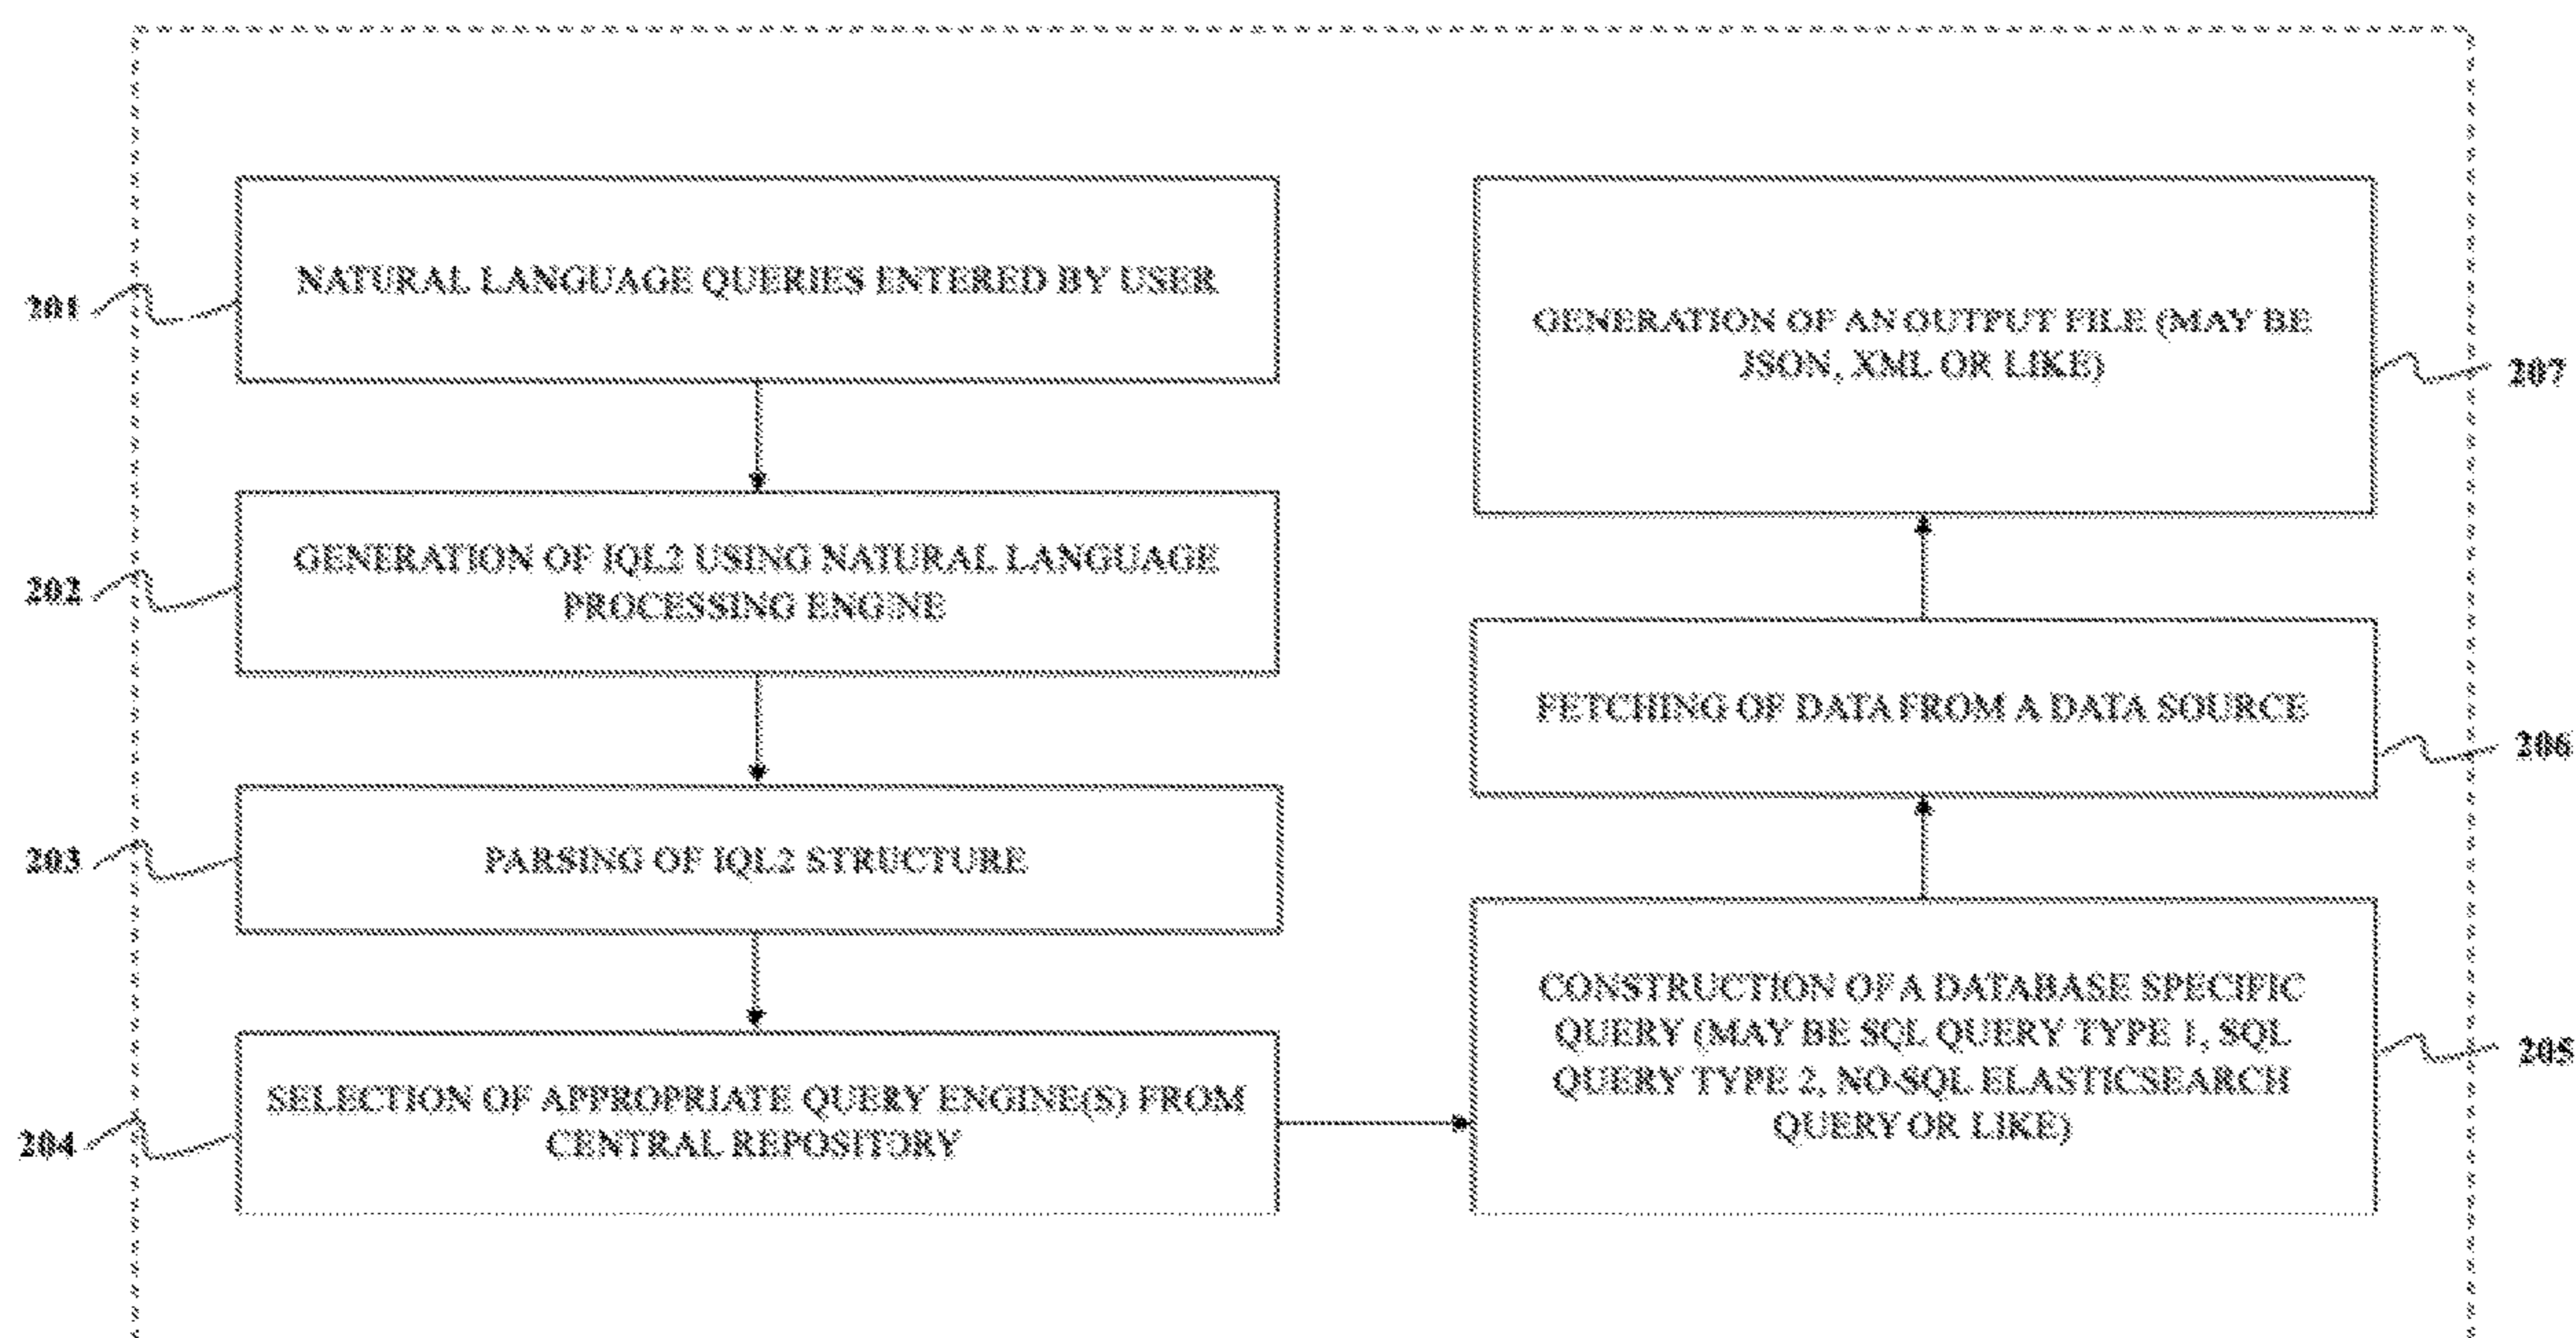 201
NATURAL LANGUAGE QUERIES ENTERED BY USER
202
GENERATION OF IQL2 USING NATURAL LANGUAGE
PROCESSING ENGINE
203
PARSING OF IQL2 STRUCTURE
204
SELECTION OF APPROPRIATE QUERY ENGINE(S) FROM
CENTRAL REPOSITORY
CONSTRUCTION OF A DATABASE SPECIFIC
QUERY (MAY BE SQL QUERY TYPE 1, SQL
QUERY TYPE 2, NO-SQL ELASTICSEARCH
QUERY OR LIKE)
205
FETCHING OF DATA FROM A DATA SOURCE
206
GENERATION OF AN OUTPUT FILE (MAY BE
JSON, XML OR LIKE)
207